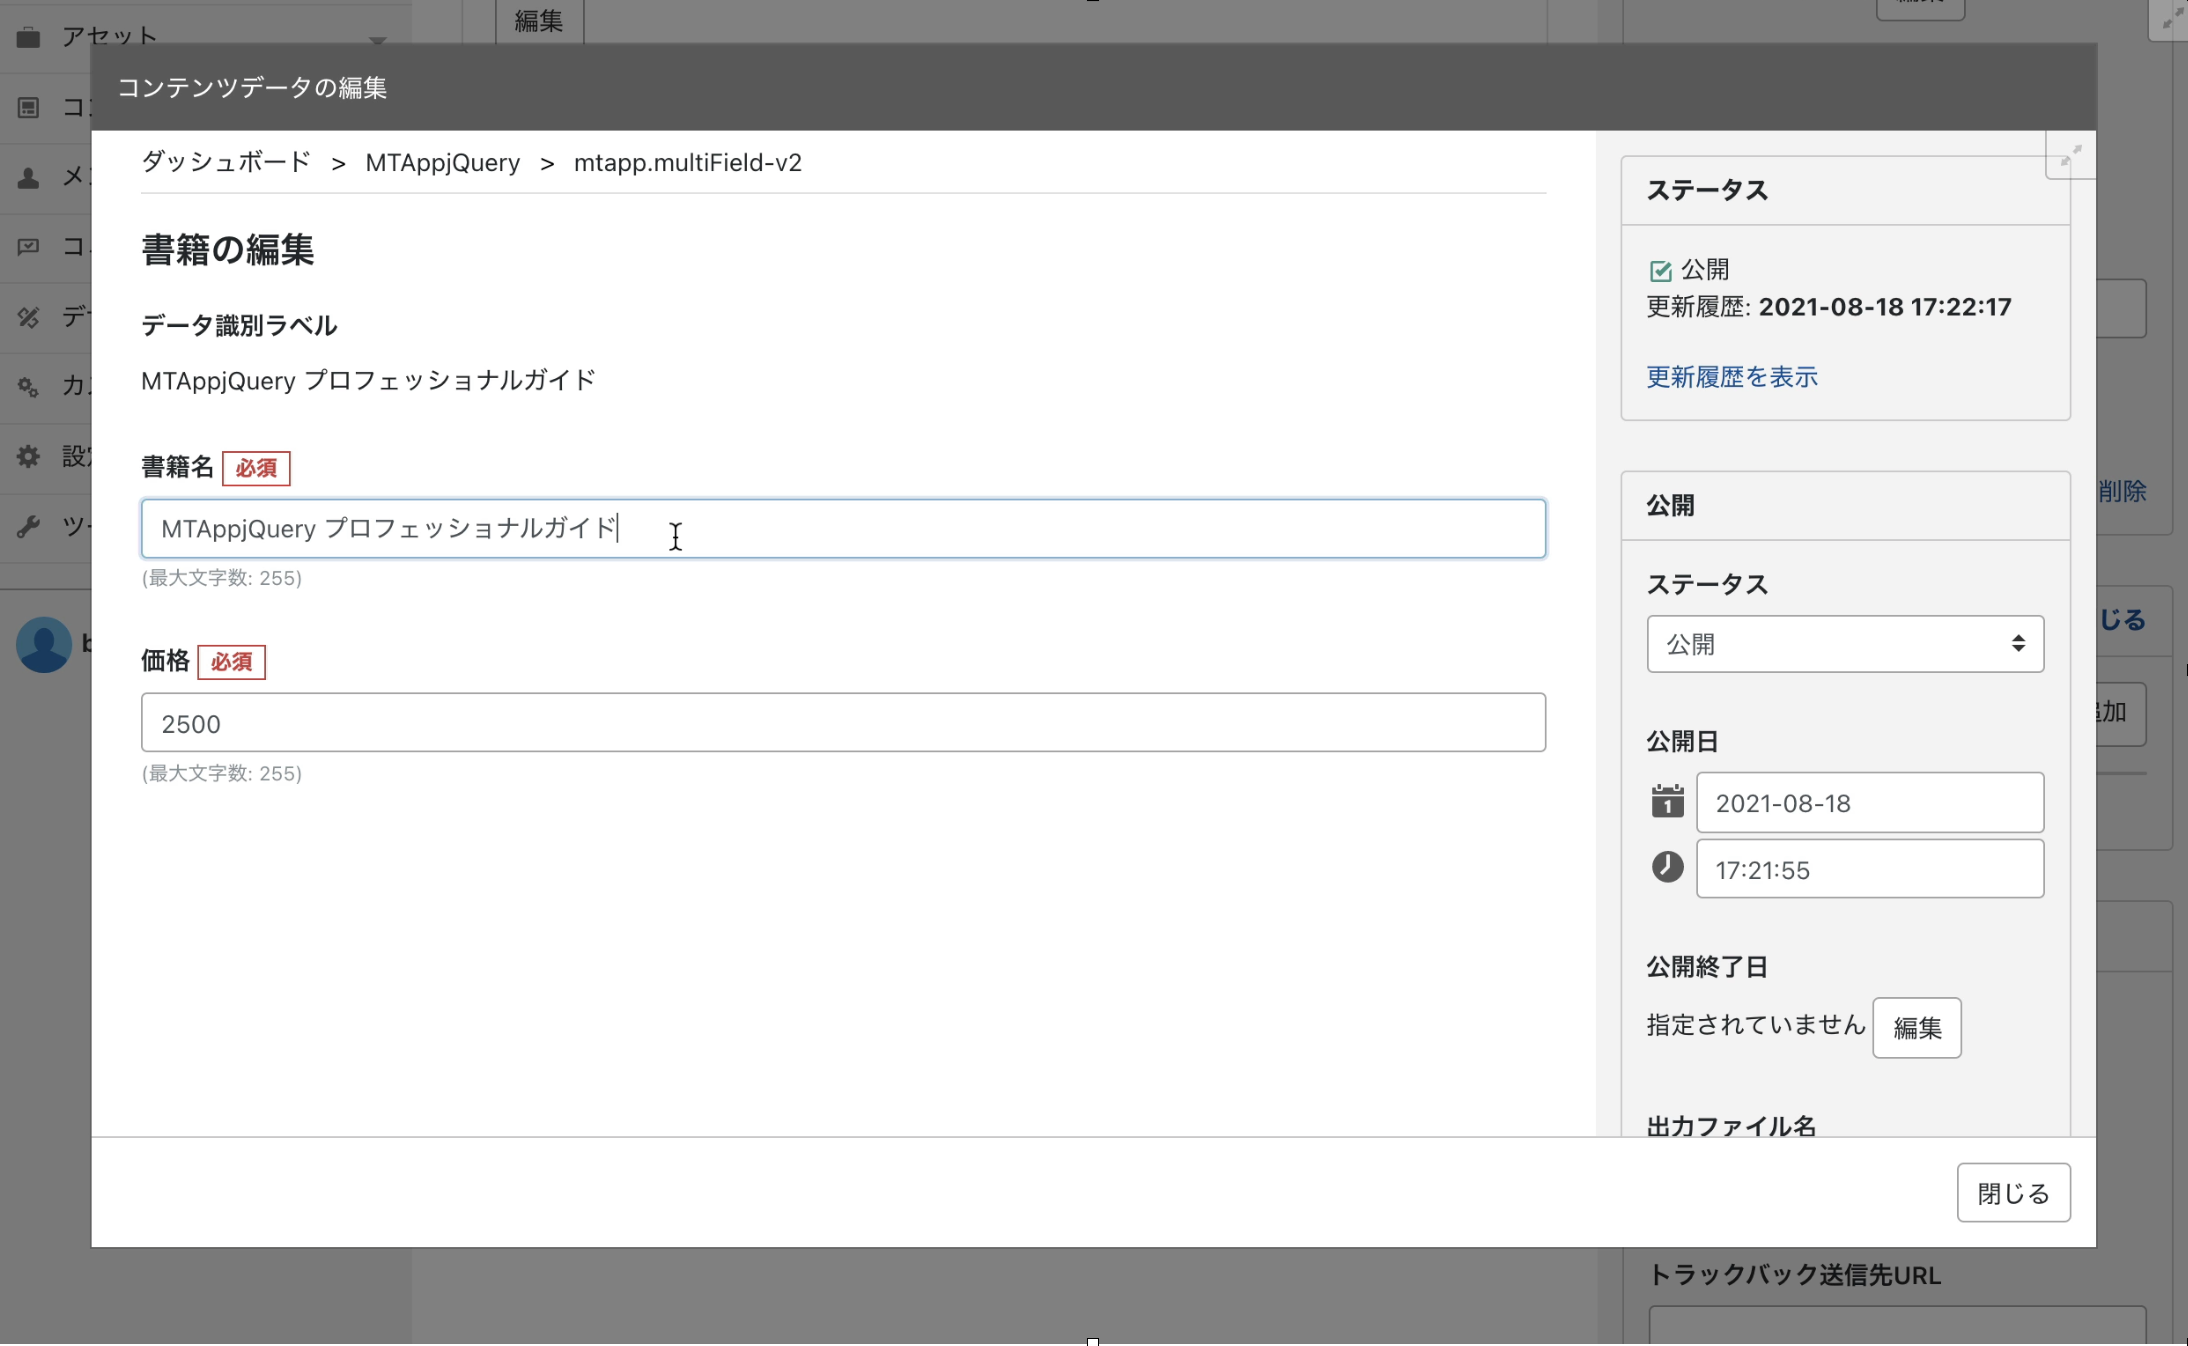 アセット
編集
コンテンツデータの編集
ダッシュボード > MTAppjQuery > mtapp.multiField-v2
書籍の編集
データ識別ラベル
MTAppjQuery プロフェッショナルガイド
書籍名 必須
MTAppjQuery プロフェッショナルガイド
(最大文字数: 255)
価格 必須
2500
(最大文字数: 255)
ステータス
公開
更新履歴: 2021-08-18 17:22:17
更新履歴を表示
公開
ステータス
公開
公開日
1
2021-08-18
17:21:55
公開終了日
指定されていません 編集
出力ファイル名
閉じる
削除
じる
トラックバック送信先URL